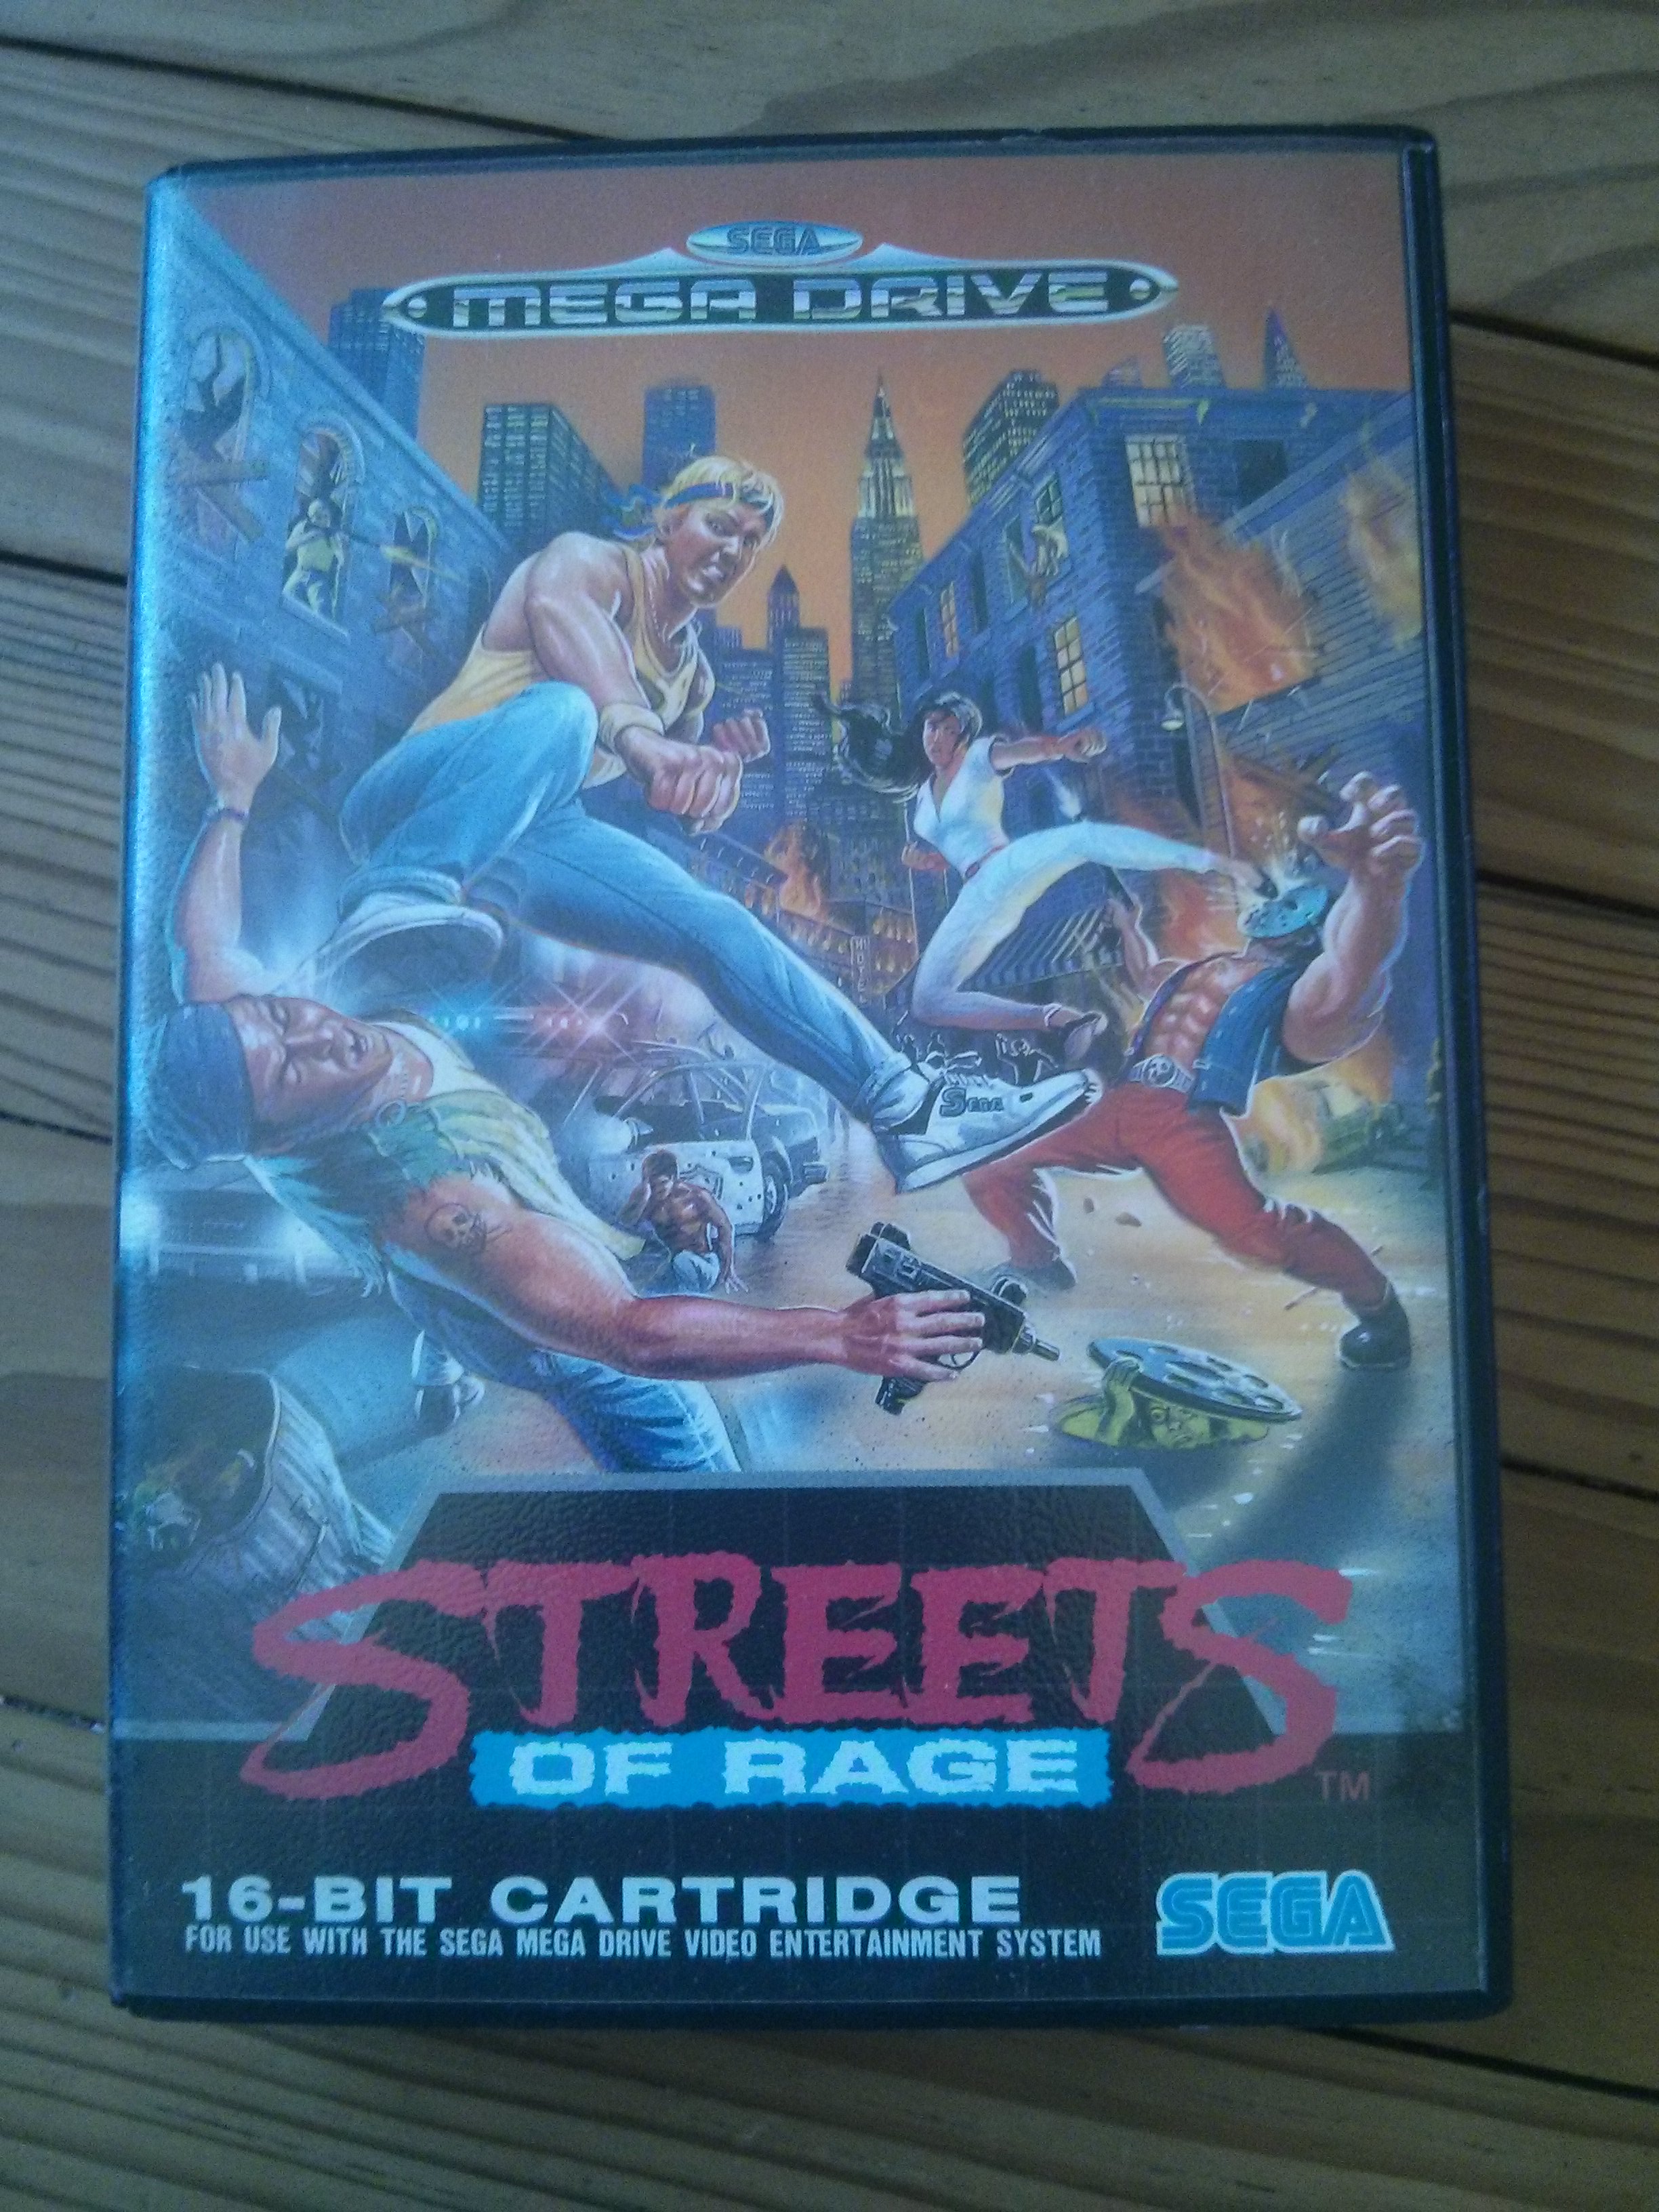 SEGA
MEGA DRIVE
HOTEL
SEGA
STREETS
OF RAGE
TM
16-BIT CARTRIDGE
FOR USE WITH THE SEGA MEGA DRIVE VIDEO ENTERTAINMENT SYSTEM
SEGA